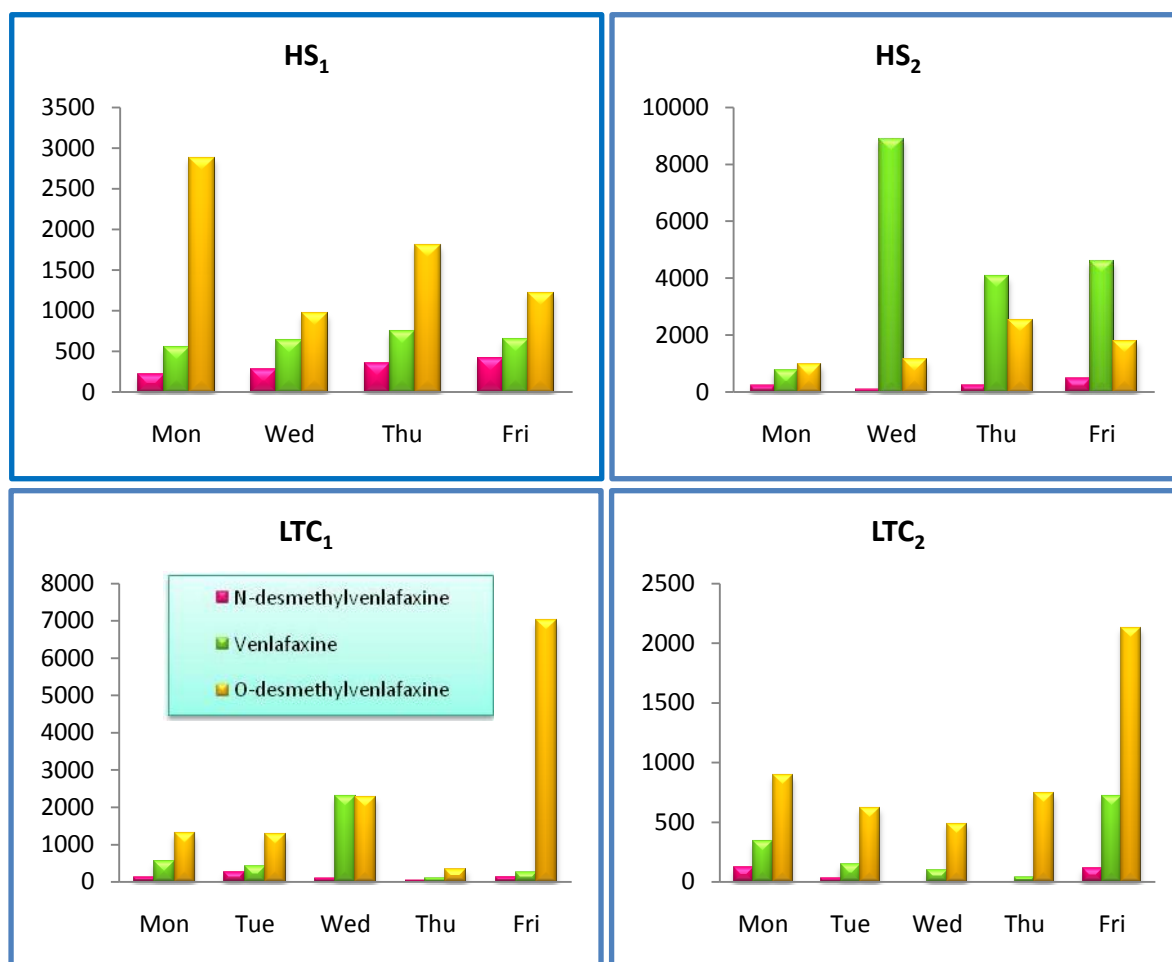 HS₁
3500
3000
2500
2000
1500
1000
500
0
Mon Wed Thu Fri
HS₂
10000
8000
6000
4000
2000
0
Mon Wed Thu Fri
LTC₁
8000
7000
6000
5000
4000
3000
2000
1000
0
N-desmethylvenlafaxine
Venlafaxine
O-desmethylvenlafaxine
Mon Tue Wed Thu Fri
LTC₂
2500
2000
1500
1000
500
0
Mon Tue Wed Thu Fri